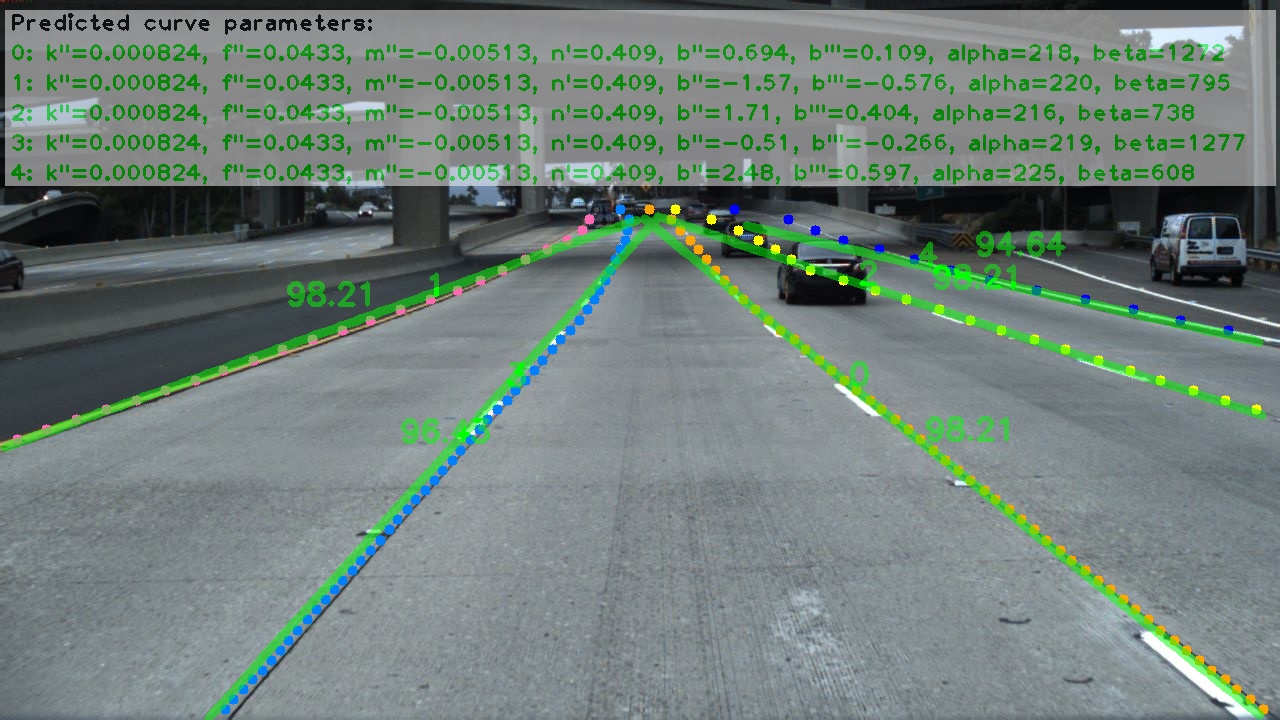 Predicted curve parameters:
0: k''=0.000824, f''=0.0433, m''=-0.00513, n'=0.409, b''=0.694, b'''=0.109, alpha=218, beta=1272
1: k''=0.000824, f''=0.0433, m''=-0.00513, n'=0.409, b''=-1.57, b'''=-0.576, alpha=220, beta=795
2: k''=0.000824, f''=0.0433, m''=-0.00513, n'=0.409, b''=1.71, b'''=0.404, alpha=216, beta=738
3: k''=0.000824, f''=0.0433, m''=-0.00513, n'=0.409, b''=-0.51, b'''=-0.266, alpha=219, beta=1277
4: k''=0.000824, f''=0.0433, m''=-0.00513, n'=0.409, b''=2.48, b'''=0.597, alpha=225, beta=608
4 94.64
2 98.21
1
98.21
0
98.21